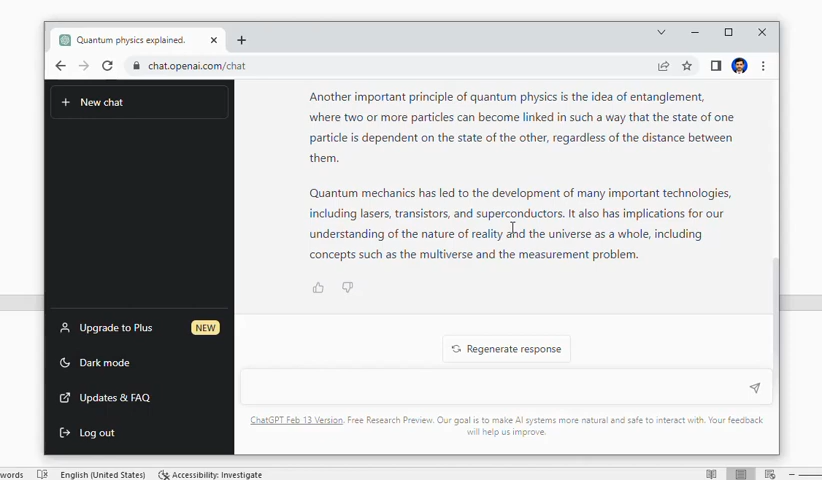 Quantum physics explained.
chat.openai.com/chat
New chat
Another important principle of quantum physics is the idea of entanglement,
where two or more particles can become linked in such a way that the state of one
particle is dependent on the state of the other, regardless of the distance between
them.
Quantum mechanics has led to the development of many important technologies,
including lasers, transistors, and superconductors. It also has implications for our
understanding of the nature of reality and the universe as a whole, including
concepts such as the multiverse and the measurement problem.
Upgrade to Plus NEW
Dark mode
Updates & FAQ
Log out
Regenerate response
ChatGPT Feb 13 Version. Free Research Preview. Our goal is to make AI systems more natural and safe to interact with. Your feedback
will help us improve.
words English (United States) Accessibility: Investigate